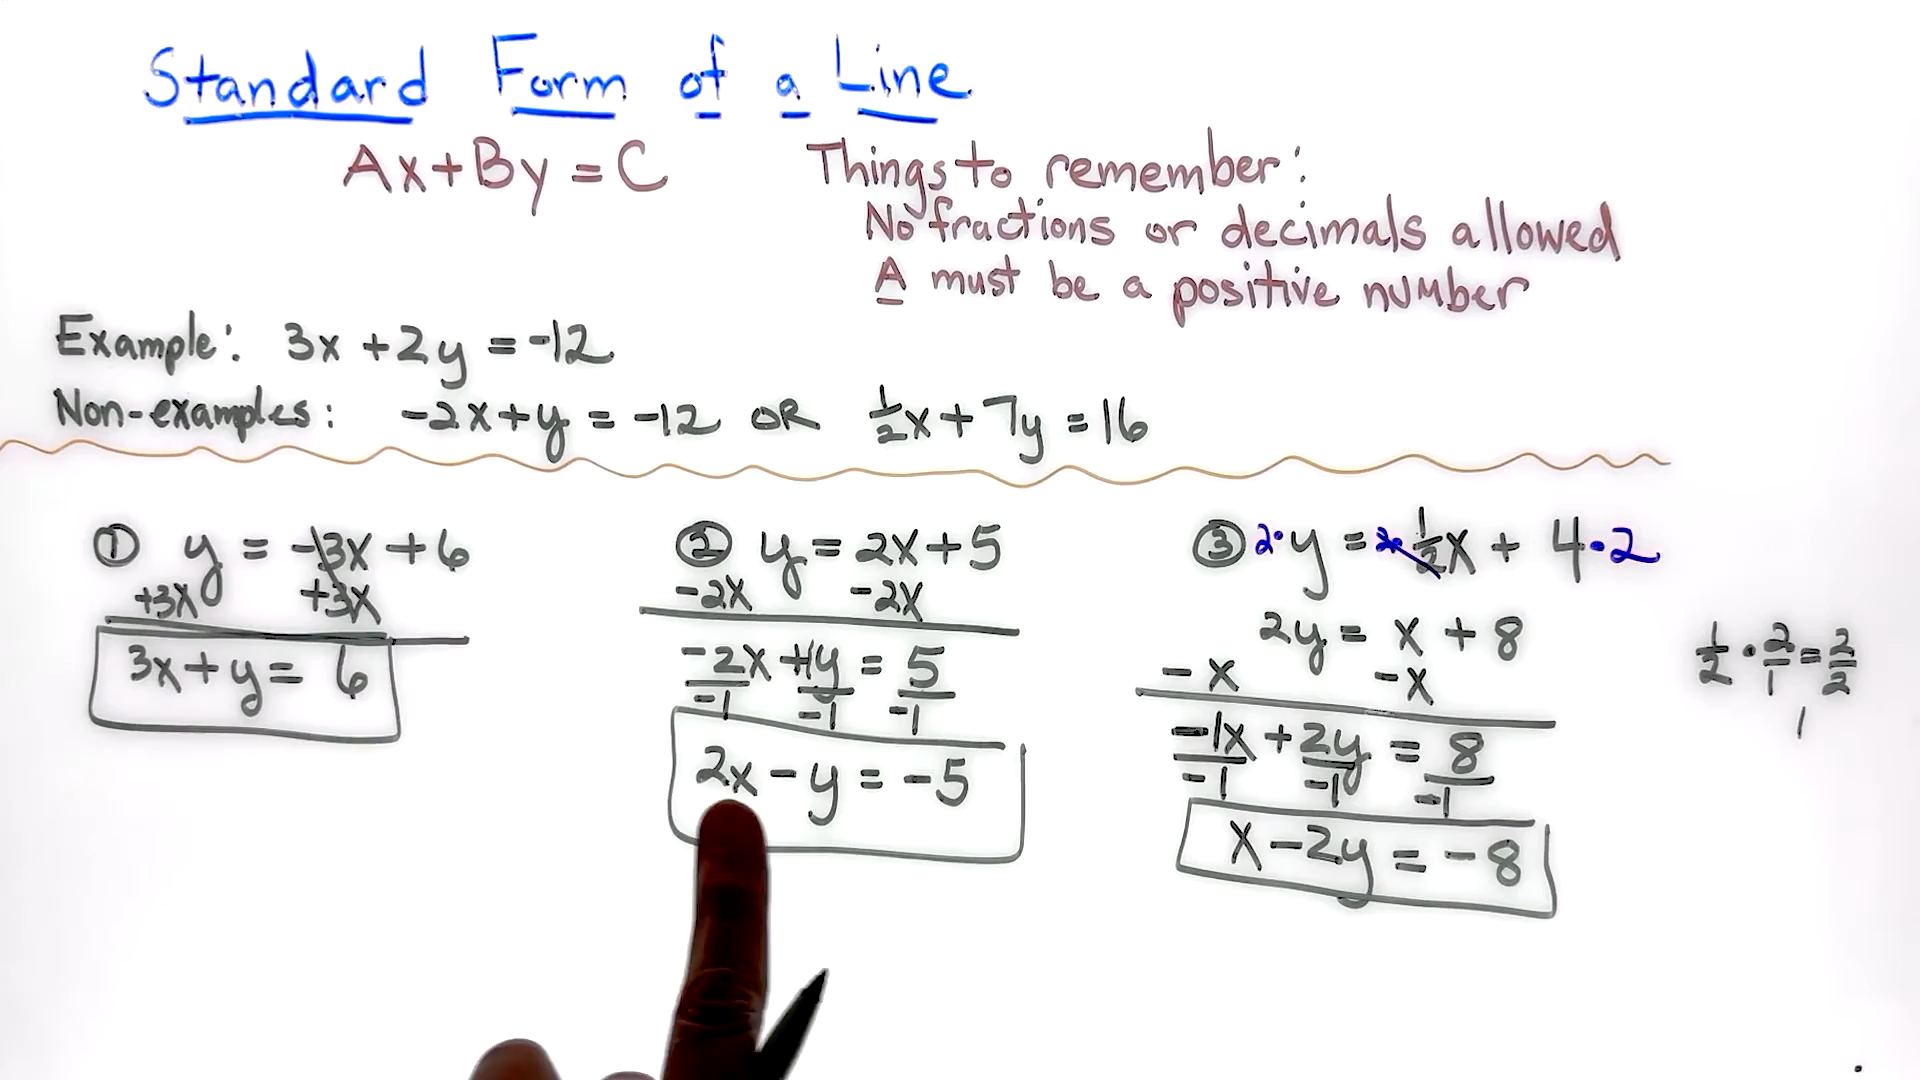 Standard Form of a Line
Ax+By=C
Things to remember:
No fractions or decimals allowed
A must be a positive number
Example: 3x+2y=-12
Non-examples: -2x+y=-12 OR 1/2x+7y=16
① y=-3x+6
+3x +3x
3x+y=6
② y=2x+5
-2x -2x
-2x+1y=5
-1 -1 -1
2x-y=-5
③ 2·y=2·1/2x+4·2
2y=x+8
-x -x
-1x+2y=8
-1 -1 -1
x-2y=-8
1/2·2/1=2/2
1